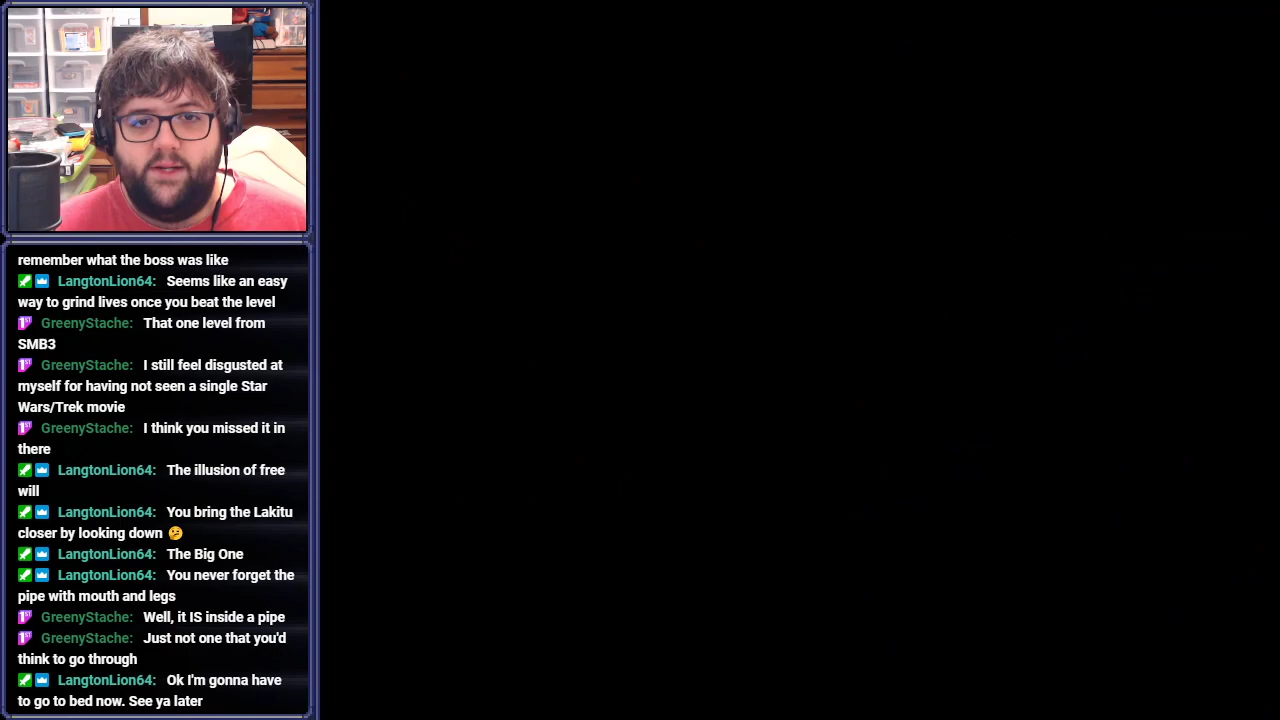 remember what the boss was like
LangtonLion64: Seems like an easy
way to grind lives once you beat the level
GreenyStache: That one level from
SMB3
GreenyStache: I still feel disgusted at
myself for having not seen a single Star
Wars/Trek movie
GreenyStache: I think you missed it in
there
LangtonLion64: The illusion of free
will
LangtonLion64: You bring the Lakitu
closer by looking down 🤔
LangtonLion64: The Big One
LangtonLion64: You never forget the
pipe with mouth and legs
GreenyStache: Well, it IS inside a pipe
GreenyStache: Just not one that you'd
think to go through
LangtonLion64: Ok I'm gonna have
to go to bed now. See ya later